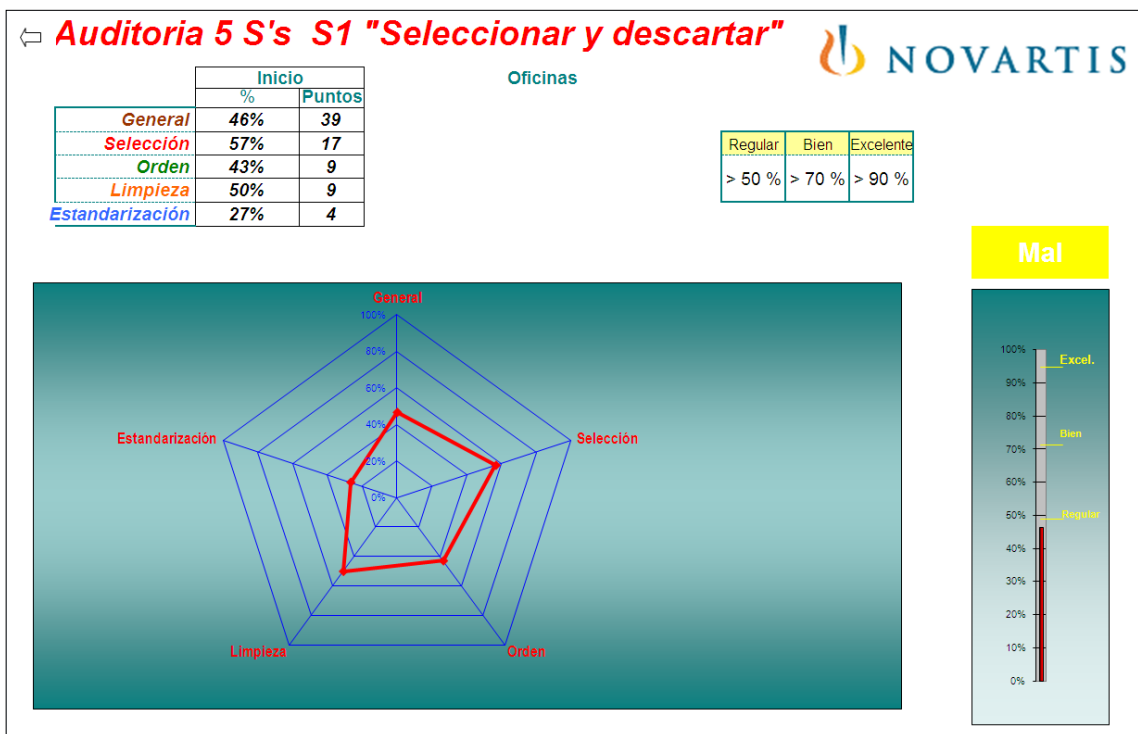 Auditoria 5 S's S1 "Seleccionar y descartar"
NOVARTIS
Oficinas
Inicio
% Puntos
General 46% 39
Selección 57% 17
Orden 43% 9
Limpieza 50% 9
Estandarización 27% 4
Regular Bien Excelente
> 50 % > 70 % > 90 %
Mal
General
100%
80%
60%
40%
20%
0%
Estandarización
Selección
Limpieza
Orden
100%
Excel.
90%
80%
Bien
70%
60%
50%
Regular
40%
30%
20%
10%
0%